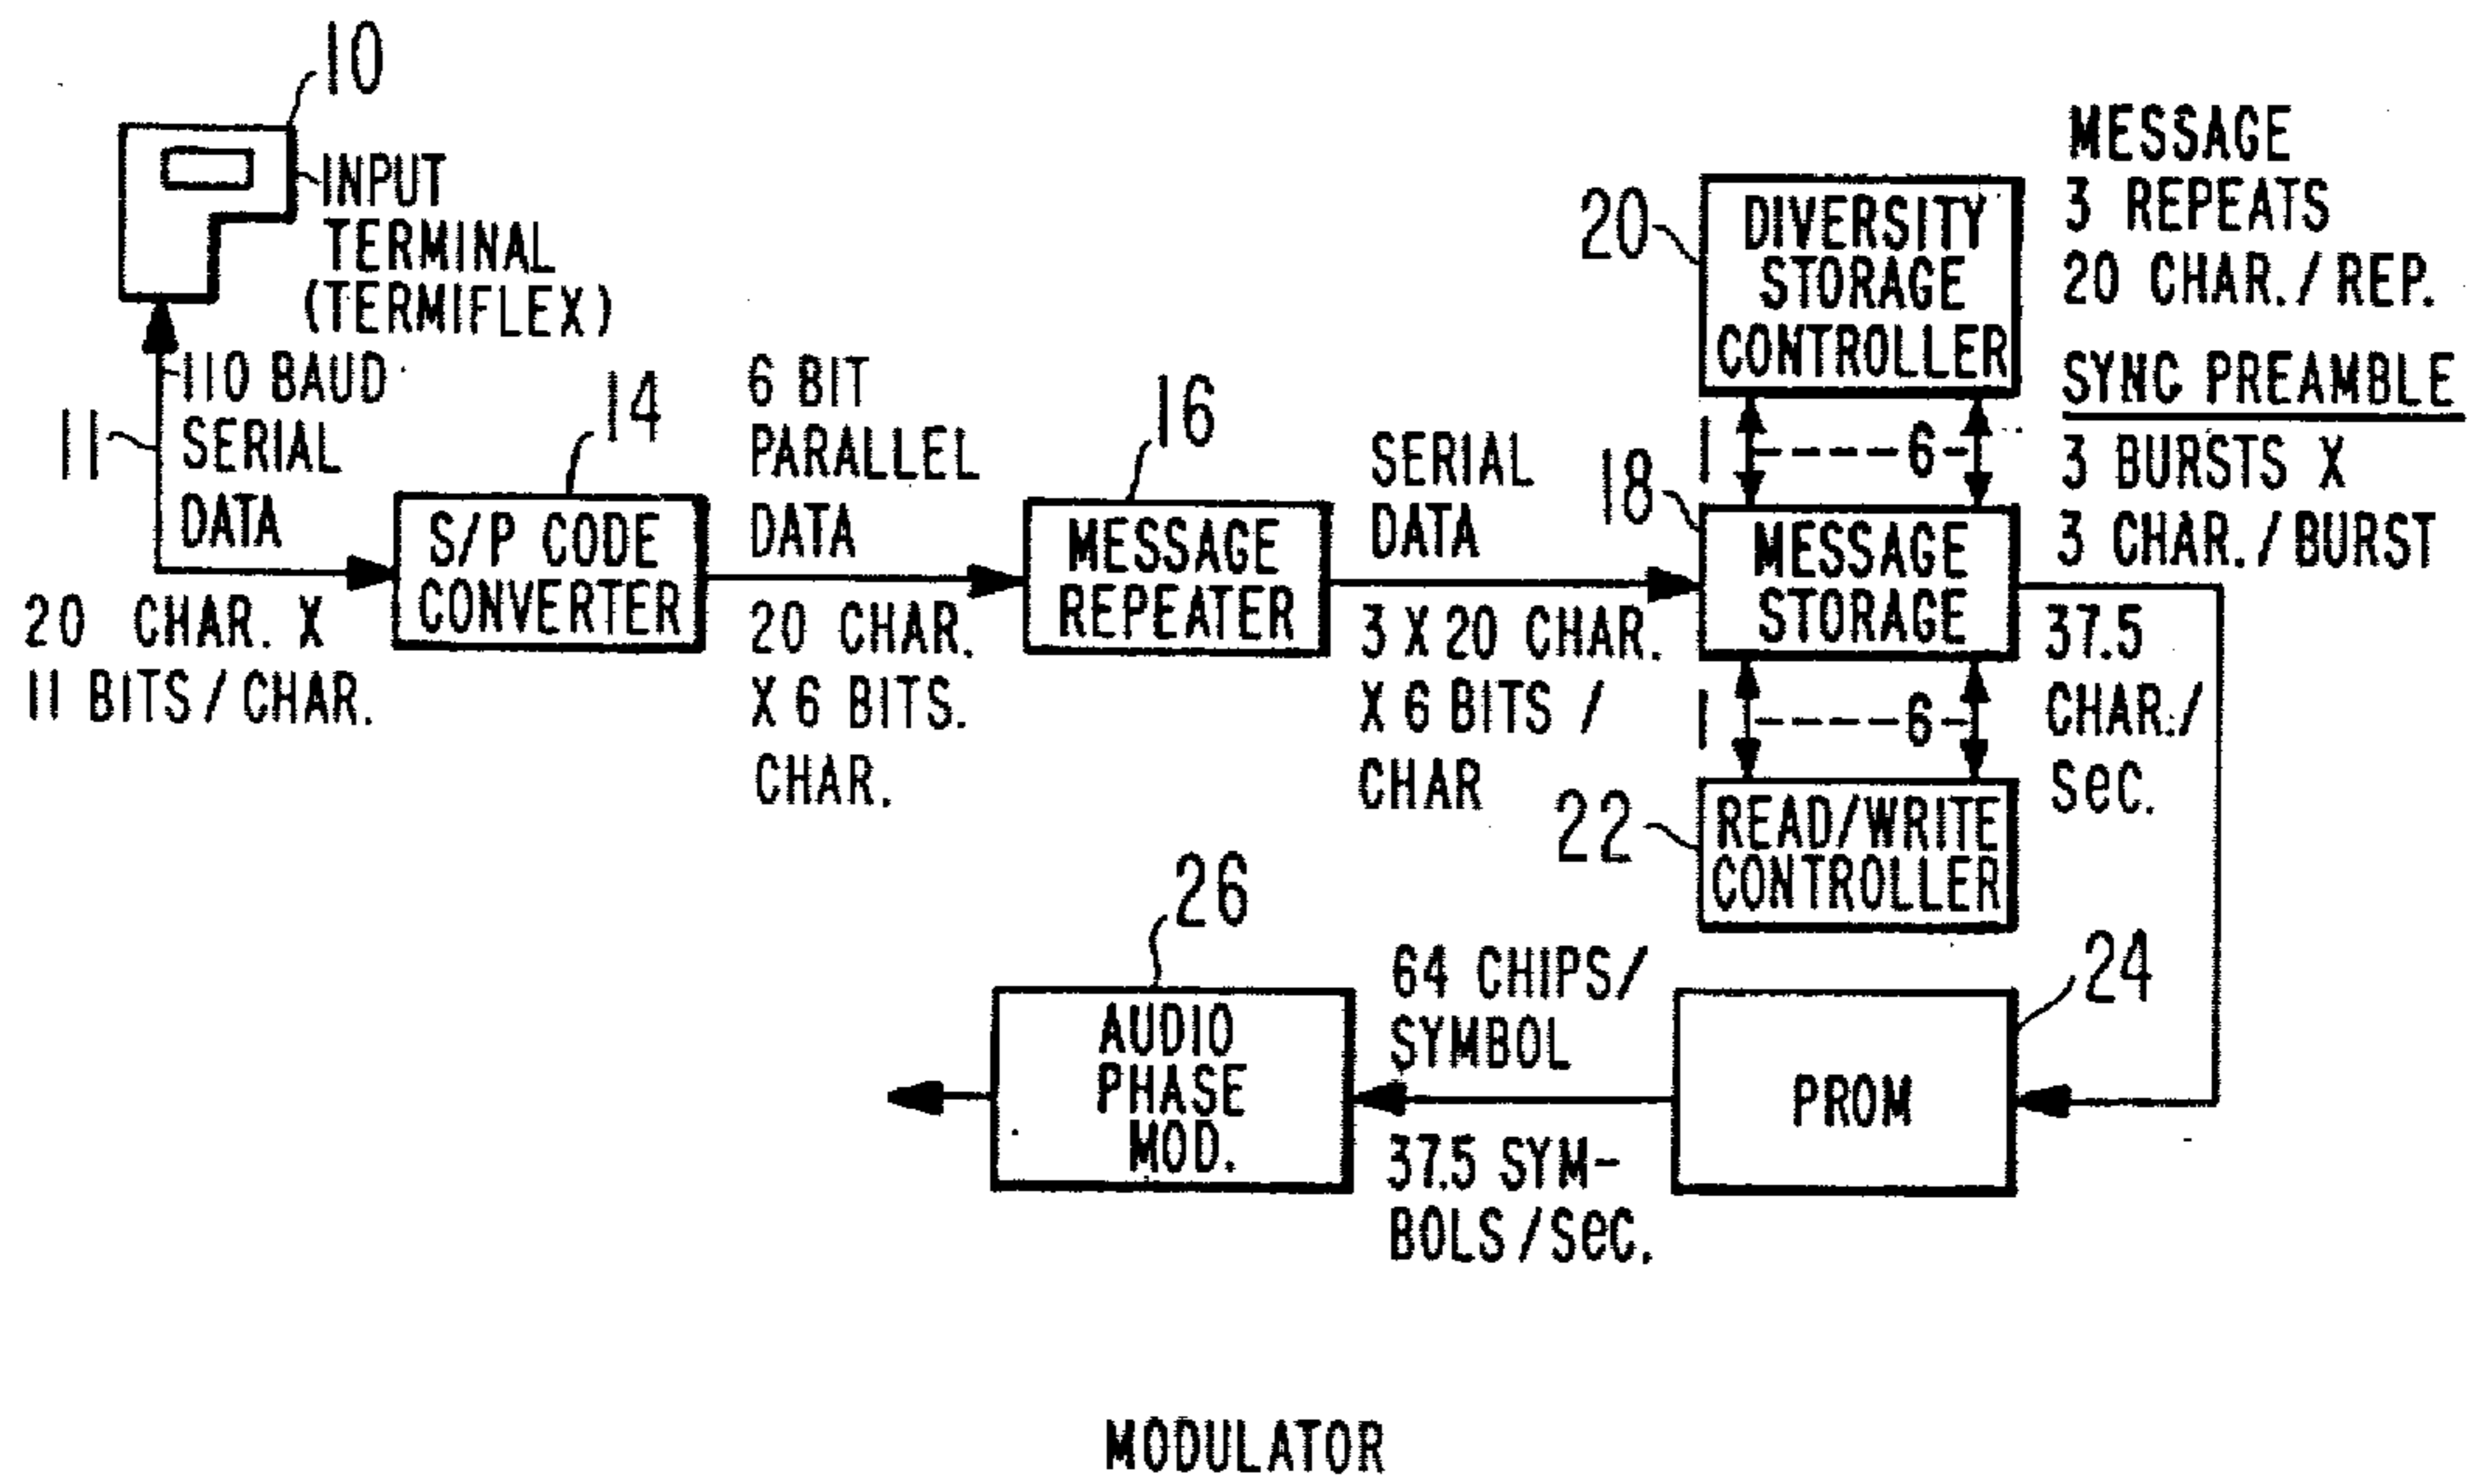 10
INPUT
TERMINAL
(TERMIFLEX)
11
110 BAUD
SERIAL
DATA
20 CHAR. X
11 BITS/CHAR.
14
S/P CODE
CONVERTER
6 BIT
PARALLEL
DATA
20 CHAR.
X 6 BITS.
CHAR.
16
MESSAGE
REPEATER
SERIAL
DATA
3 X 20 CHAR.
X 6 BITS /
CHAR
20
DIVERSITY
STORAGE
CONTROLLER
1 -----6-
18
MESSAGE
STORAGE
1 -----6-
22
READ/WRITE
CONTROLLER
MESSAGE
3 REPEATS
20 CHAR./REP.
SYNC PREAMBLE
3 BURSTS X
3 CHAR./BURST
37.5
CHAR./
SEC.
24
PROM
64 CHIPS/
SYMBOL
37.5 SYM-
BOLS/SEC.
26
AUDIO
PHASE
MOD.
MODULATOR